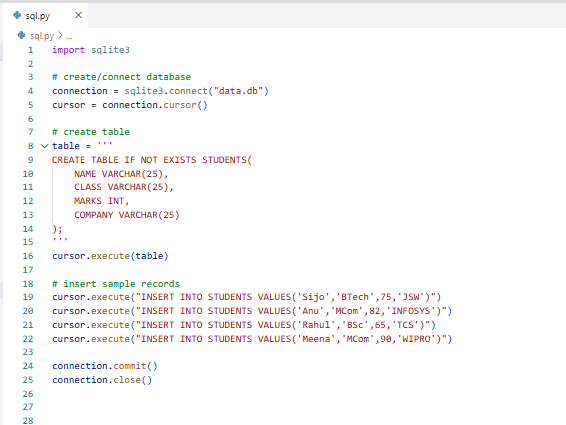 sql.py
sql.py > ...
1 import sqlite3
2
3 # create/connect database
4 connection = sqlite3.connect("data.db")
5 cursor = connection.cursor()
6
7 # create table
8 table = '''
9 CREATE TABLE IF NOT EXISTS STUDENTS(
10     NAME VARCHAR(25),
11     CLASS VARCHAR(25),
12     MARKS INT,
13     COMPANY VARCHAR(25)
14 );
15 '''
16 cursor.execute(table)
17
18 # insert sample records
19 cursor.execute("INSERT INTO STUDENTS VALUES('Sijo','BTech',75,'JSW')")
20 cursor.execute("INSERT INTO STUDENTS VALUES('Anu','MCom',82,'INFOSYS')")
21 cursor.execute("INSERT INTO STUDENTS VALUES('Rahul','BSc',65,'TCS')")
22 cursor.execute("INSERT INTO STUDENTS VALUES('Meena','MCom',90,'WIPRO')")
23
24 connection.commit()
25 connection.close()
26
27
28